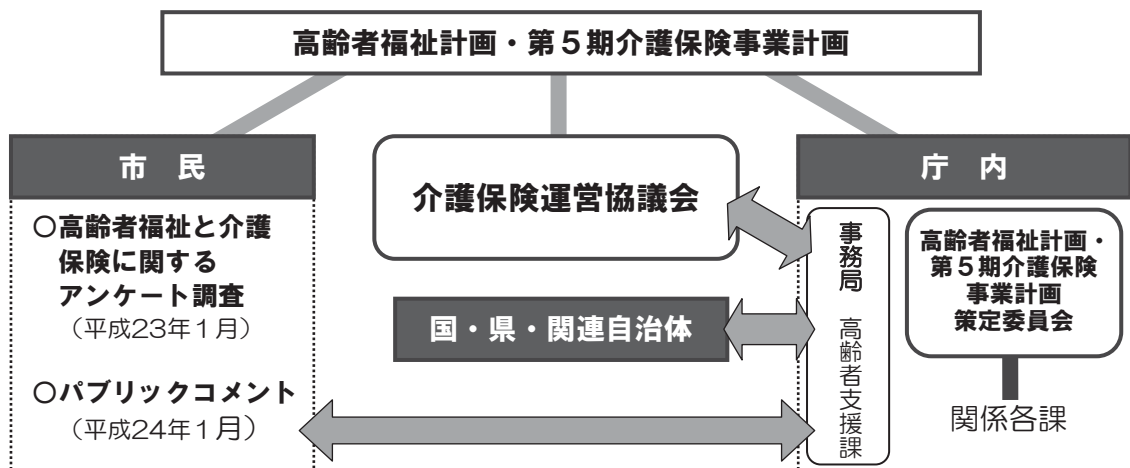 高齢者福祉計画・第５期介護保険事業計画
市　民
○高齢者福祉と介護
保険に関する
アンケート調査
（平成23年１月）
○パブリックコメント
（平成24年１月）
介護保険運営協議会
国・県・関連自治体
庁　内
事務局　高齢者支援課
高齢者福祉計画・
第５期介護保険
事業計画
策定委員会
関係各課